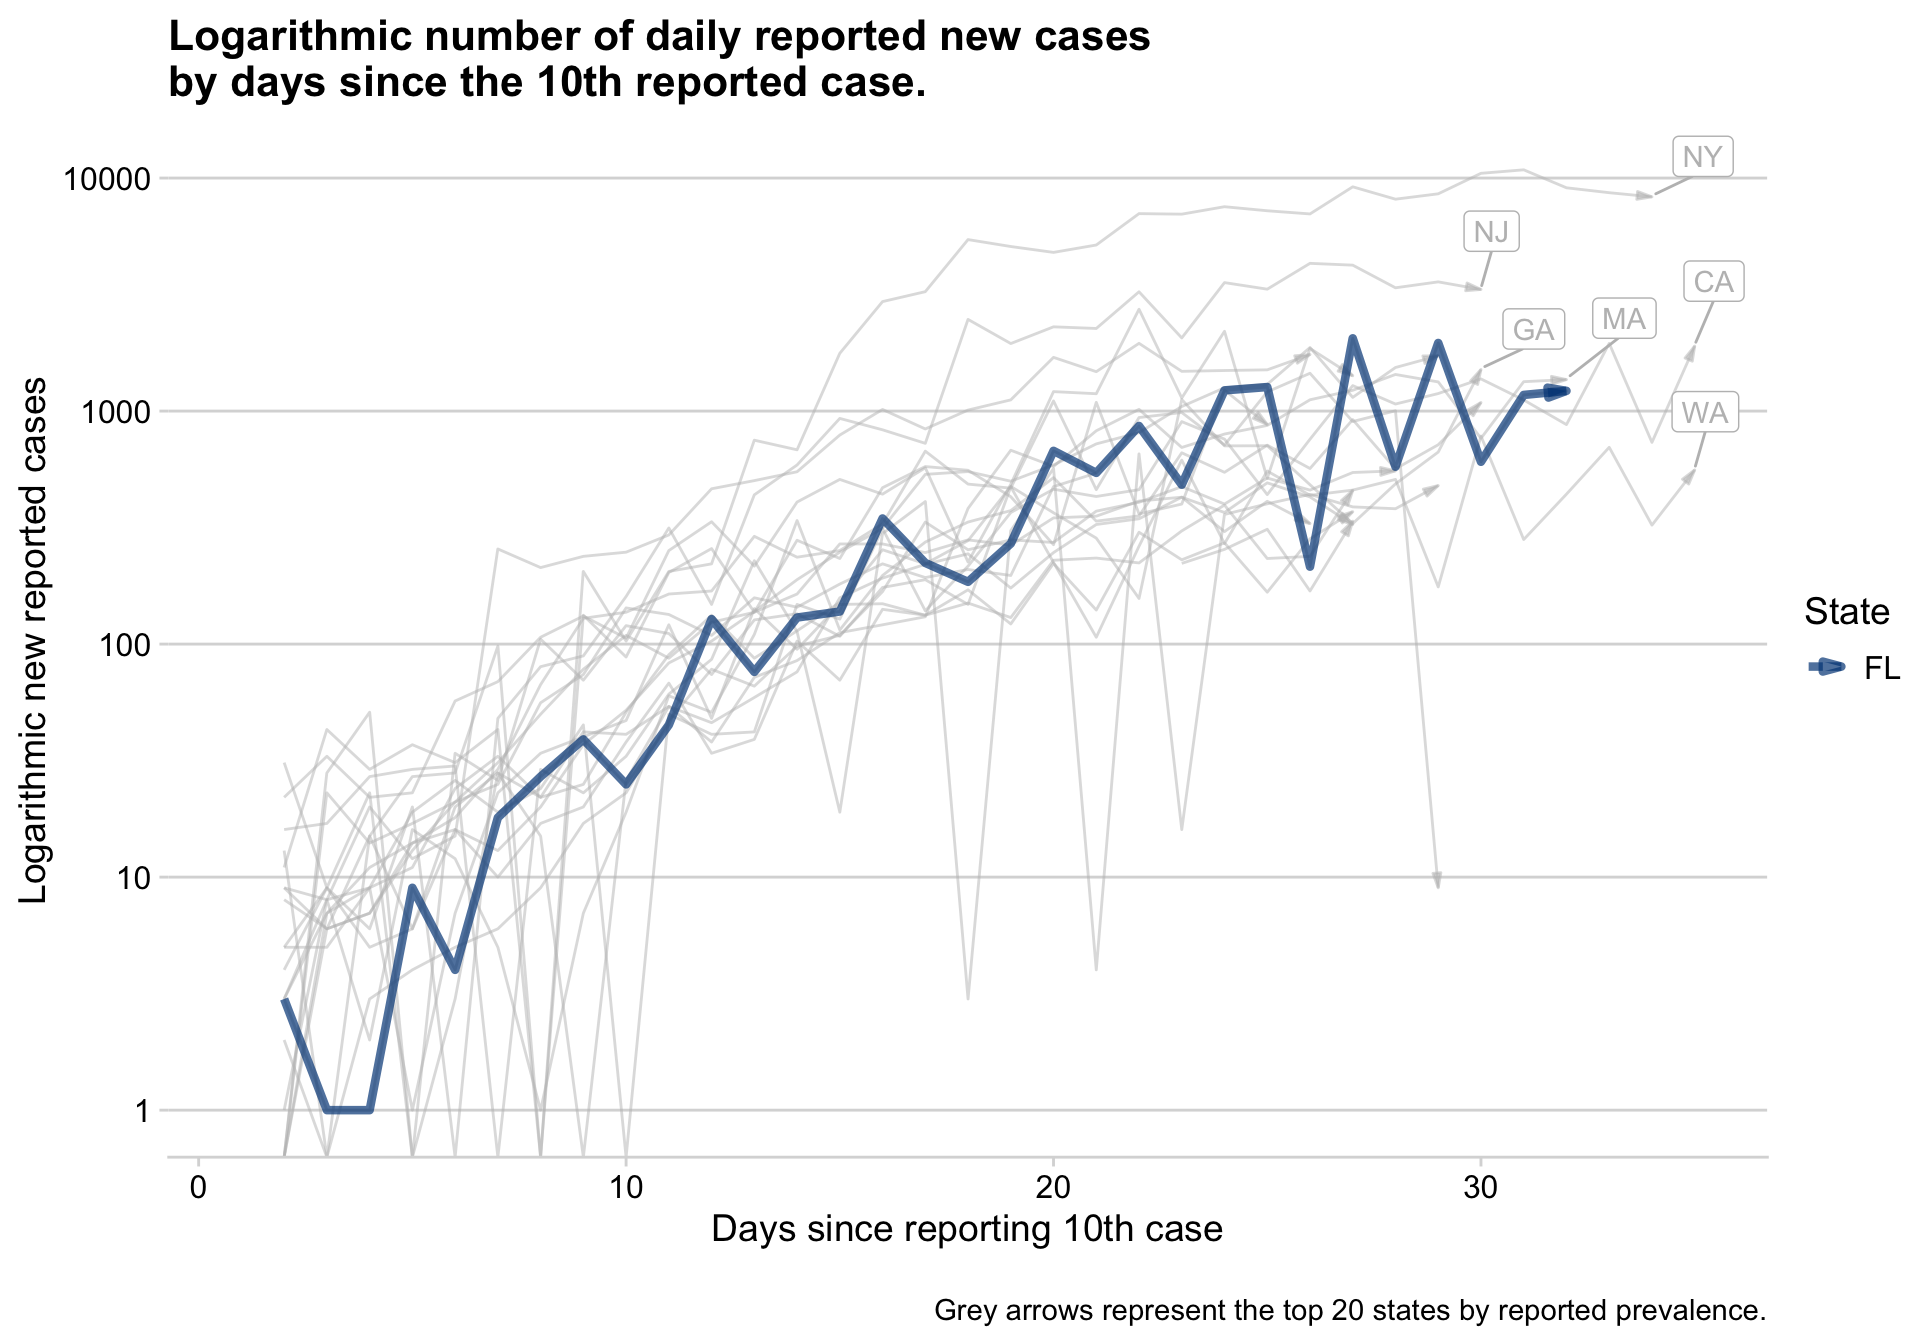 Logarithmic number of daily reported new cases
by days since the 10th reported case.
Logarithmic new reported cases
10000
1000
100
10
1
NY
NJ
CA
MA
GA
WA
State
FL
0
10
20
30
Days since reporting 10th case
Grey arrows represent the top 20 states by reported prevalence.